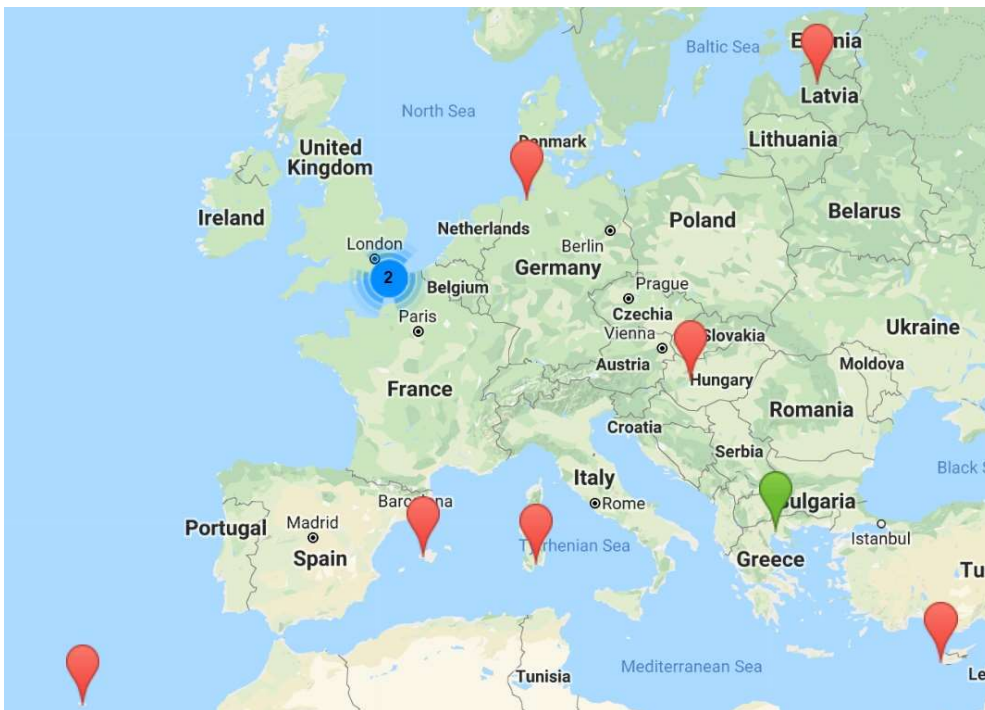 Baltic Sea
Latvia
North Sea
Denmark
Lithuania
United
Kingdom
Ireland
Netherlands
Poland
Belarus
London
Berlin
2
Germany
Belgium
Prague
Czechia
Paris
Vienna
Slovakia
Ukraine
Austria
Moldova
France
Hungary
Romania
Croatia
Serbia
Italy
Black
Rome
Bulgaria
Portugal
Madrid
Spain
Istanbul
Greece
Tu
Mediterranean Sea
Tunisia
Le